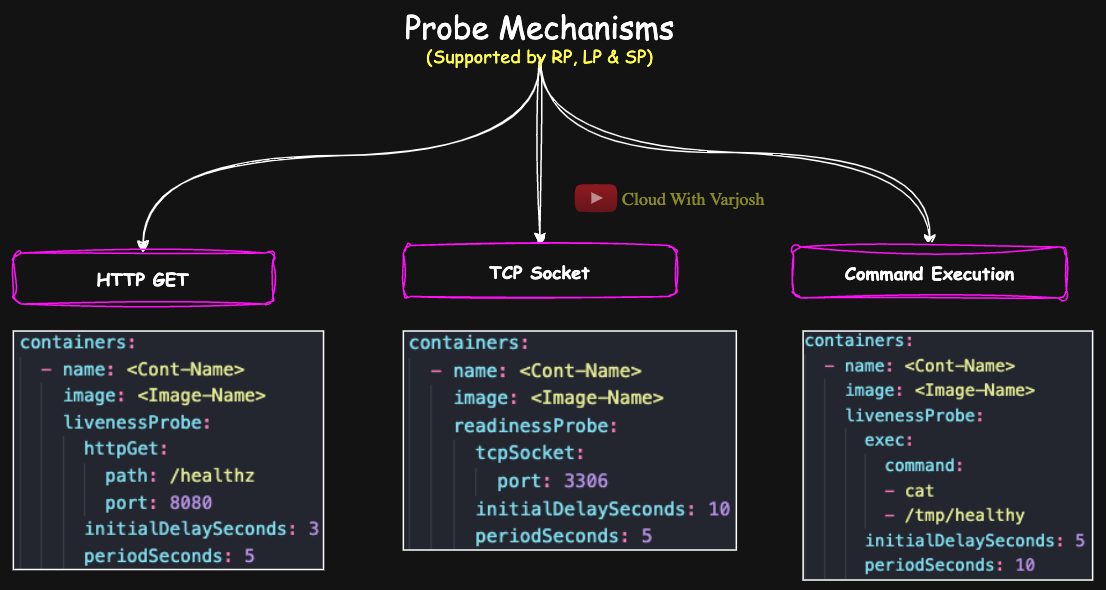 Probe Mechanisms
(Supported by RP, LP & SP)
Cloud With Varjosh
HTTP GET
containers:
- name: <Cont-Name>
image: <Image-Name>
livenessProbe:
httpGet:
path: /healthz
port: 8080
initialDelaySeconds: 3
periodSeconds: 5
TCP Socket
containers:
- name: <Cont-Name>
image: <Image-Name>
readinessProbe:
tcpSocket:
port: 3306
initialDelaySeconds: 10
periodSeconds: 5
Command Execution
containers:
- name: <Cont-Name>
image: <Image-Name>
livenessProbe:
exec:
command:
- cat
- /tmp/healthy
initialDelaySeconds: 5
periodSeconds: 10